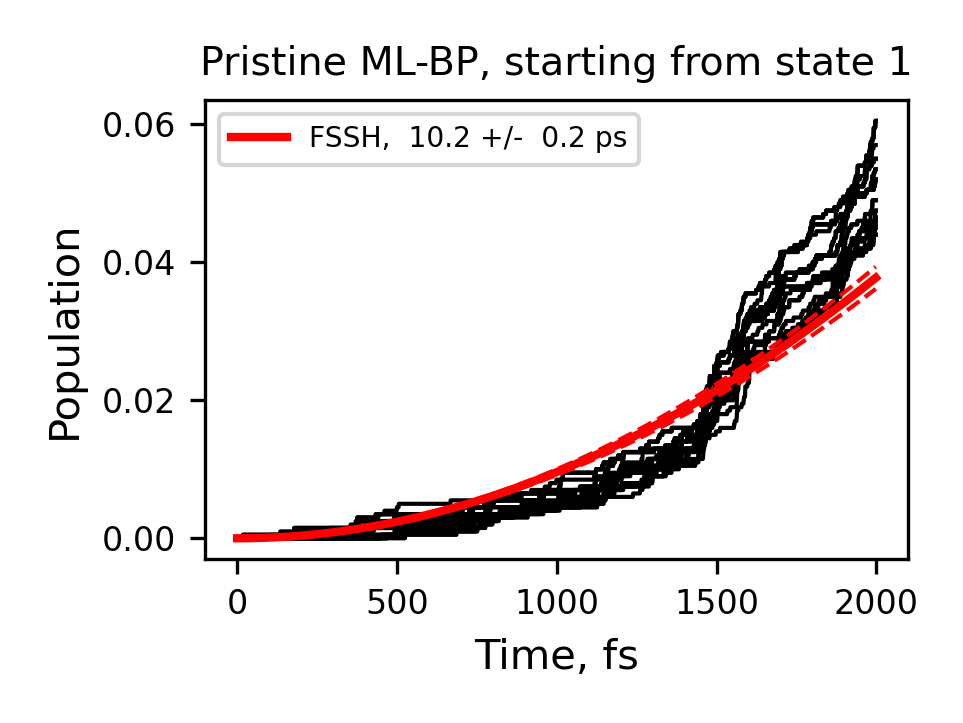 Pristine ML-BP, starting from state 1
FSSH,  10.2 +/-  0.2 ps
0.06
0.04
0.02
0.00
Population
0
500
1000
1500
2000
Time, fs